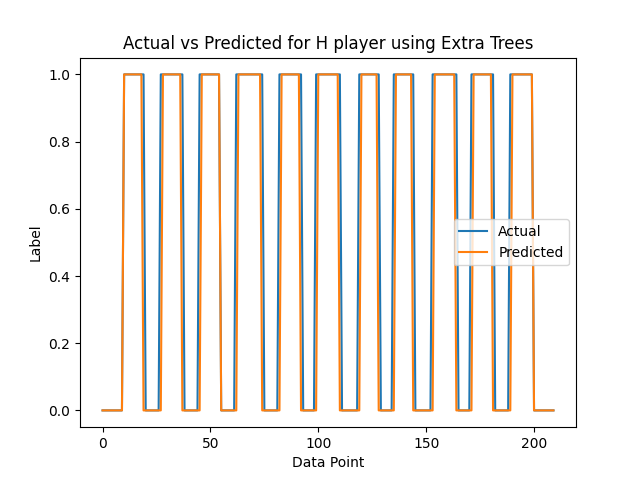 Actual vs Predicted for H player using Extra Trees
1.0
0.8
0.6
0.4
0.2
0.0
Label
Actual
Predicted
0
50
100
150
200
Data Point